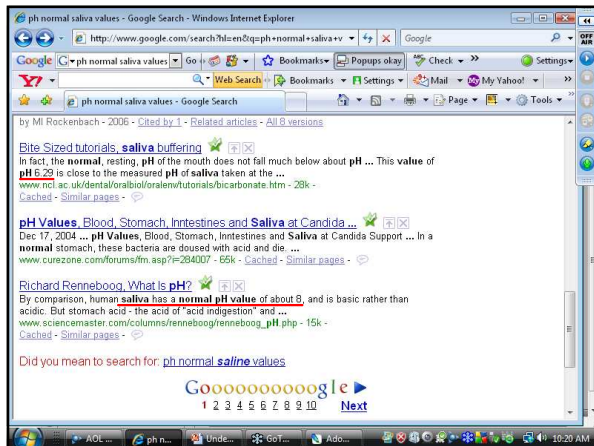 ph normal saliva values - Google Search - Windows Internet Explorer
http://www.google.com/search?hl=en&q=ph+normal+saliva+v
Google
OFF AIR
Google
ph+normal saliva values
Go
Bookmarks
Popups okay
Check
Settings
Y7
Web Search
Bookmarks
Settings
Mail
My Yahoo!
ph normal saliva values - Google Search
Page
Tools
by MI Rockenbach - 2006 - Cited by 1 - Related articles - All 8 versions
Bite Sized tutorials, saliva buffering
In fact, the normal, resting, pH of the mouth does not fall much below about pH ... This value of
pH 6.29 is close to the measured pH of saliva taken at the ...
www.ncl.ac.uk/dental/oralbiol/oralenv/tutorials/bicarbonate.htm - 28k -
Cached - Similar pages -
pH Values, Blood, Stomach, Inntestines and Saliva at Candida ...
Dec 17, 2004 ... pH Values, Blood, Stomach, Inntestines and Saliva at Candida Support ... In a
normal stomach, these bacteria are doused with acid and die. ...
www.curezone.com/forums/fm.asp?i=284007 - 65k - Cached - Similar pages -
Richard Renneboog, What Is pH?
By comparison, human saliva has a normal pH value of about 8, and is basic rather than
acidic. But stomach acid - the acid of "acid indigestion" and ...
www.sciencemaster.com/columns/renneboog/renneboog_pH.php - 15k -
Cached - Similar pages -
Did you mean to search for: ph normal saline values
Goooooooooogle
1 2 3 4 5 6 7 8 9 10 Next
AOL ...
ph n...
Unde...
GoT...
Ado...
10:20 AM